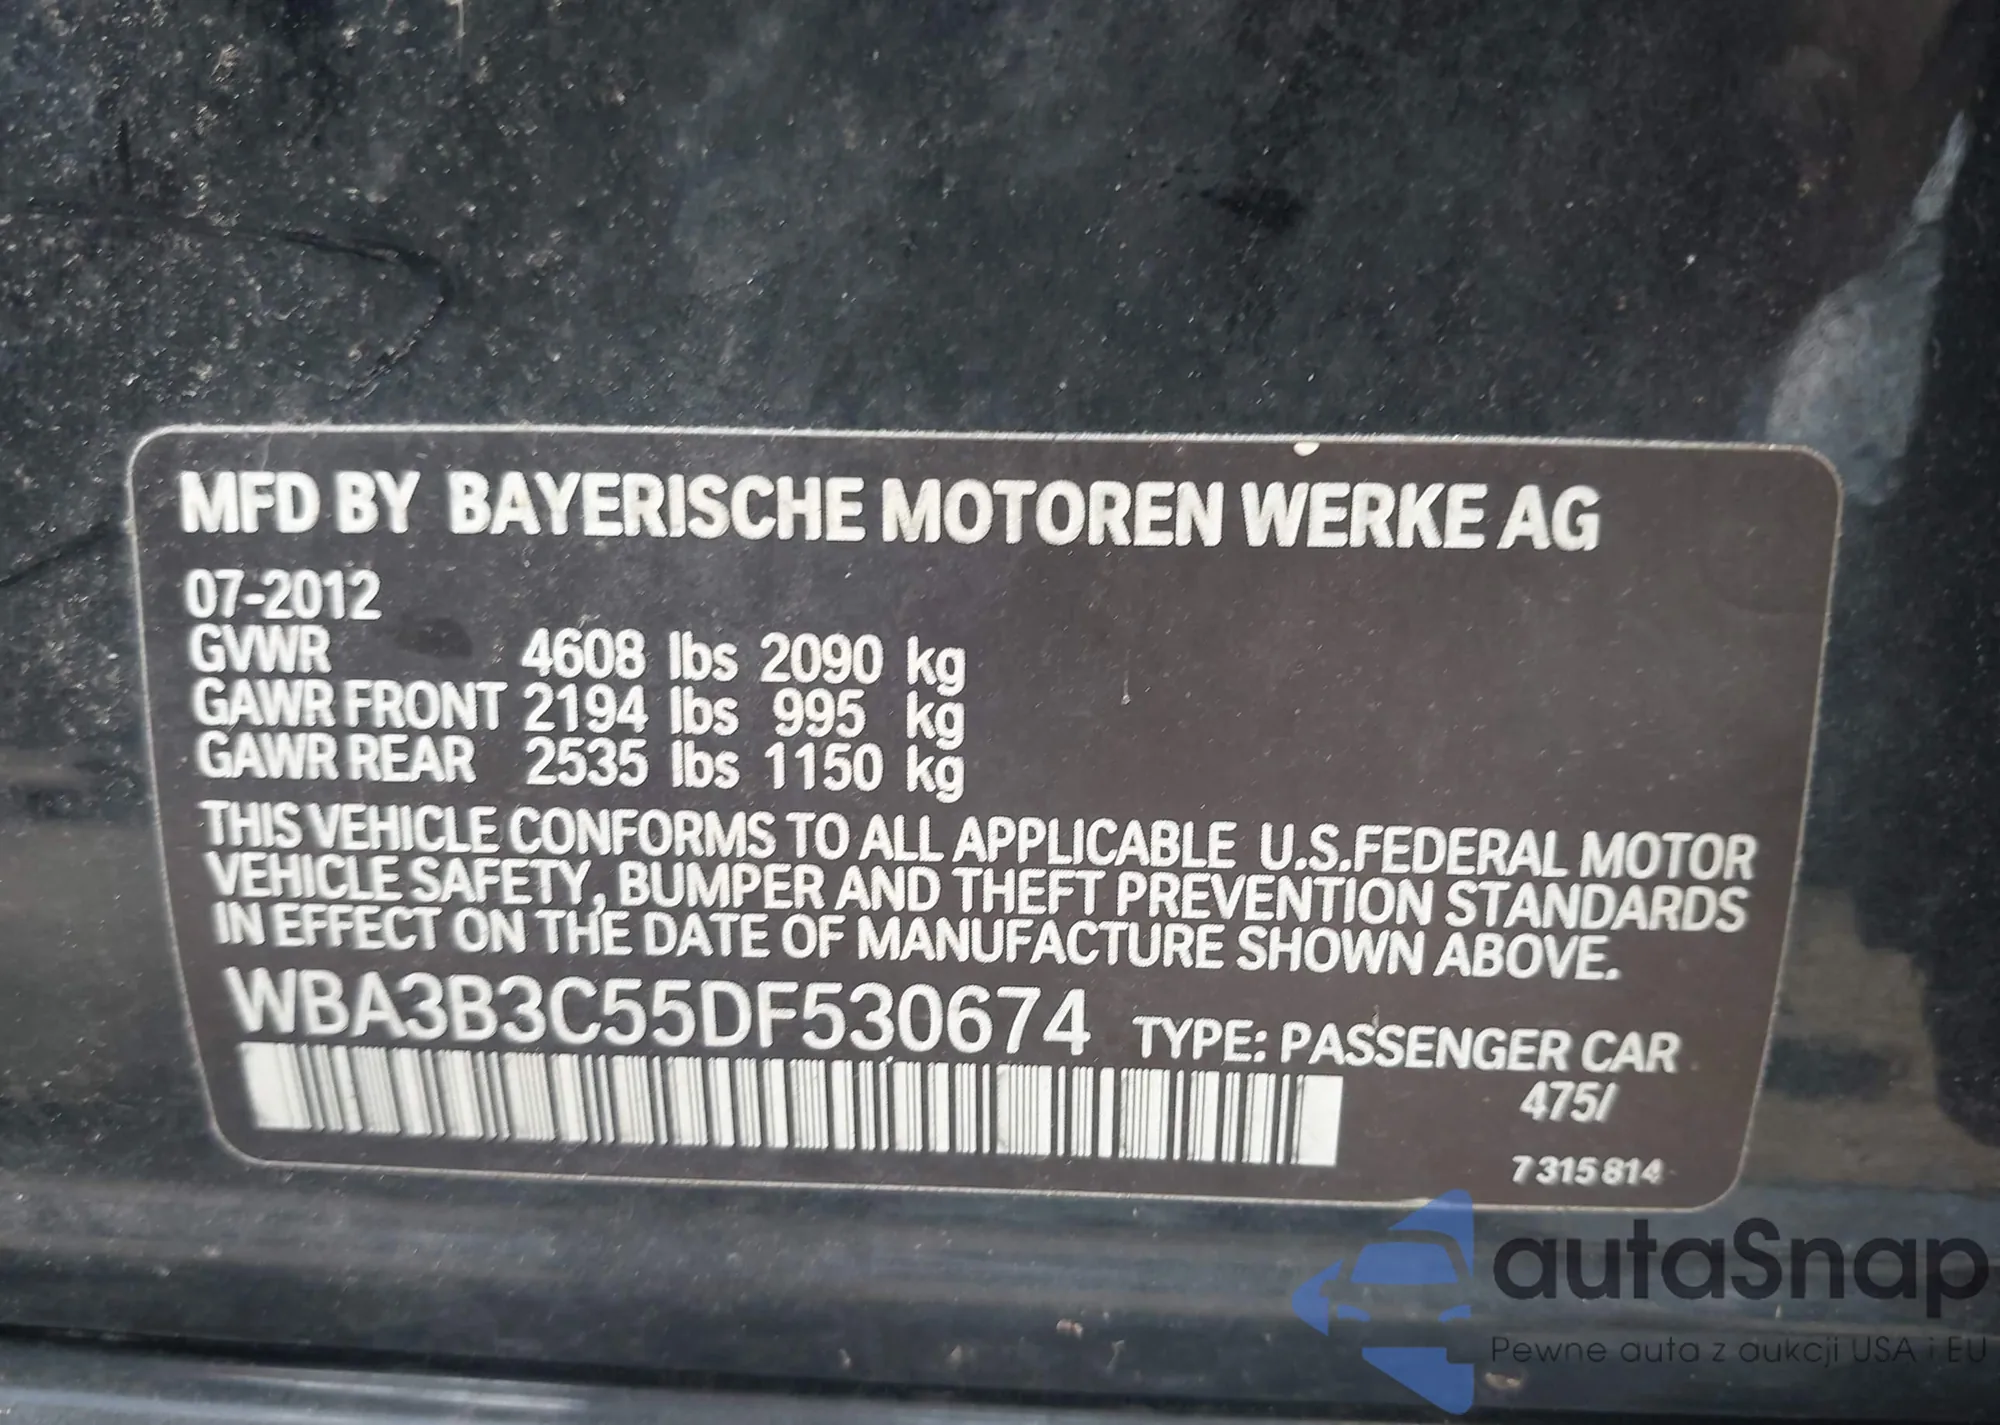 MFD BY BAYERISCHE MOTOREN WERKE AG
07-2012
GVWR 4608 lbs 2090 kg
GAWR FRONT 2194 lbs 995 kg
GAWR REAR 2535 lbs 1150 kg
THIS VEHICLE CONFORMS TO ALL APPLICABLE U.S.FEDERAL MOTOR
VEHICLE SAFETY, BUMPER AND THEFT PREVENTION STANDARDS
IN EFFECT ON THE DATE OF MANUFACTURE SHOWN ABOVE.
WBA3B3C55DF530674 TYPE: PASSENGER CAR
475/
7 315 814
autaSnap
Pewne auta z aukcji USA i EU